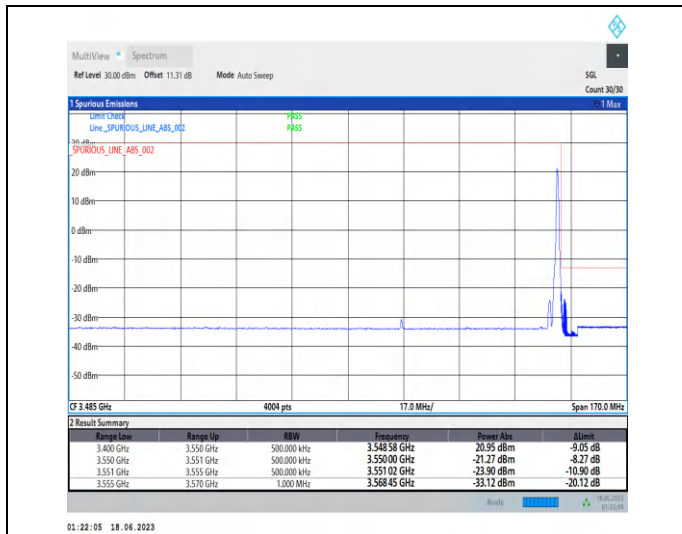 MultiView Spectrum
Ref Level 30.00 dBm Offset 11.31 dB Mode Auto Sweep SGL
Count 30/30
1 Spurious Emissions 1 Max
Limit Check PASS
Line _SPURIOUS_LINE_ABS_002 PASS
_SPURIOUS_LINE_ABS_002
20 dBm
10 dBm
0 dBm
-10 dBm
-20 dBm
-30 dBm
-40 dBm
-50 dBm
CF 3.485 GHz 4004 pts 17.0 MHz/ Span 170.0 MHz
2 Result Summary
Range Low Range Up RBW Frequency Power Abs ΔLimit
3.400 GHz 3.550 GHz 500.000 kHz 3.548 58 GHz 20.95 dBm -9.05 dB
3.550 GHz 3.551 GHz 500.000 kHz 3.550 00 GHz -21.27 dBm -8.27 dB
3.551 GHz 3.555 GHz 500.000 kHz 3.551 02 GHz -23.90 dBm -10.90 dB
3.555 GHz 3.570 GHz 1.000 MHz 3.568 45 GHz -33.12 dBm -20.12 dB
Ready 18.06.2023
01:22:04
01:22:05 18.06.2023